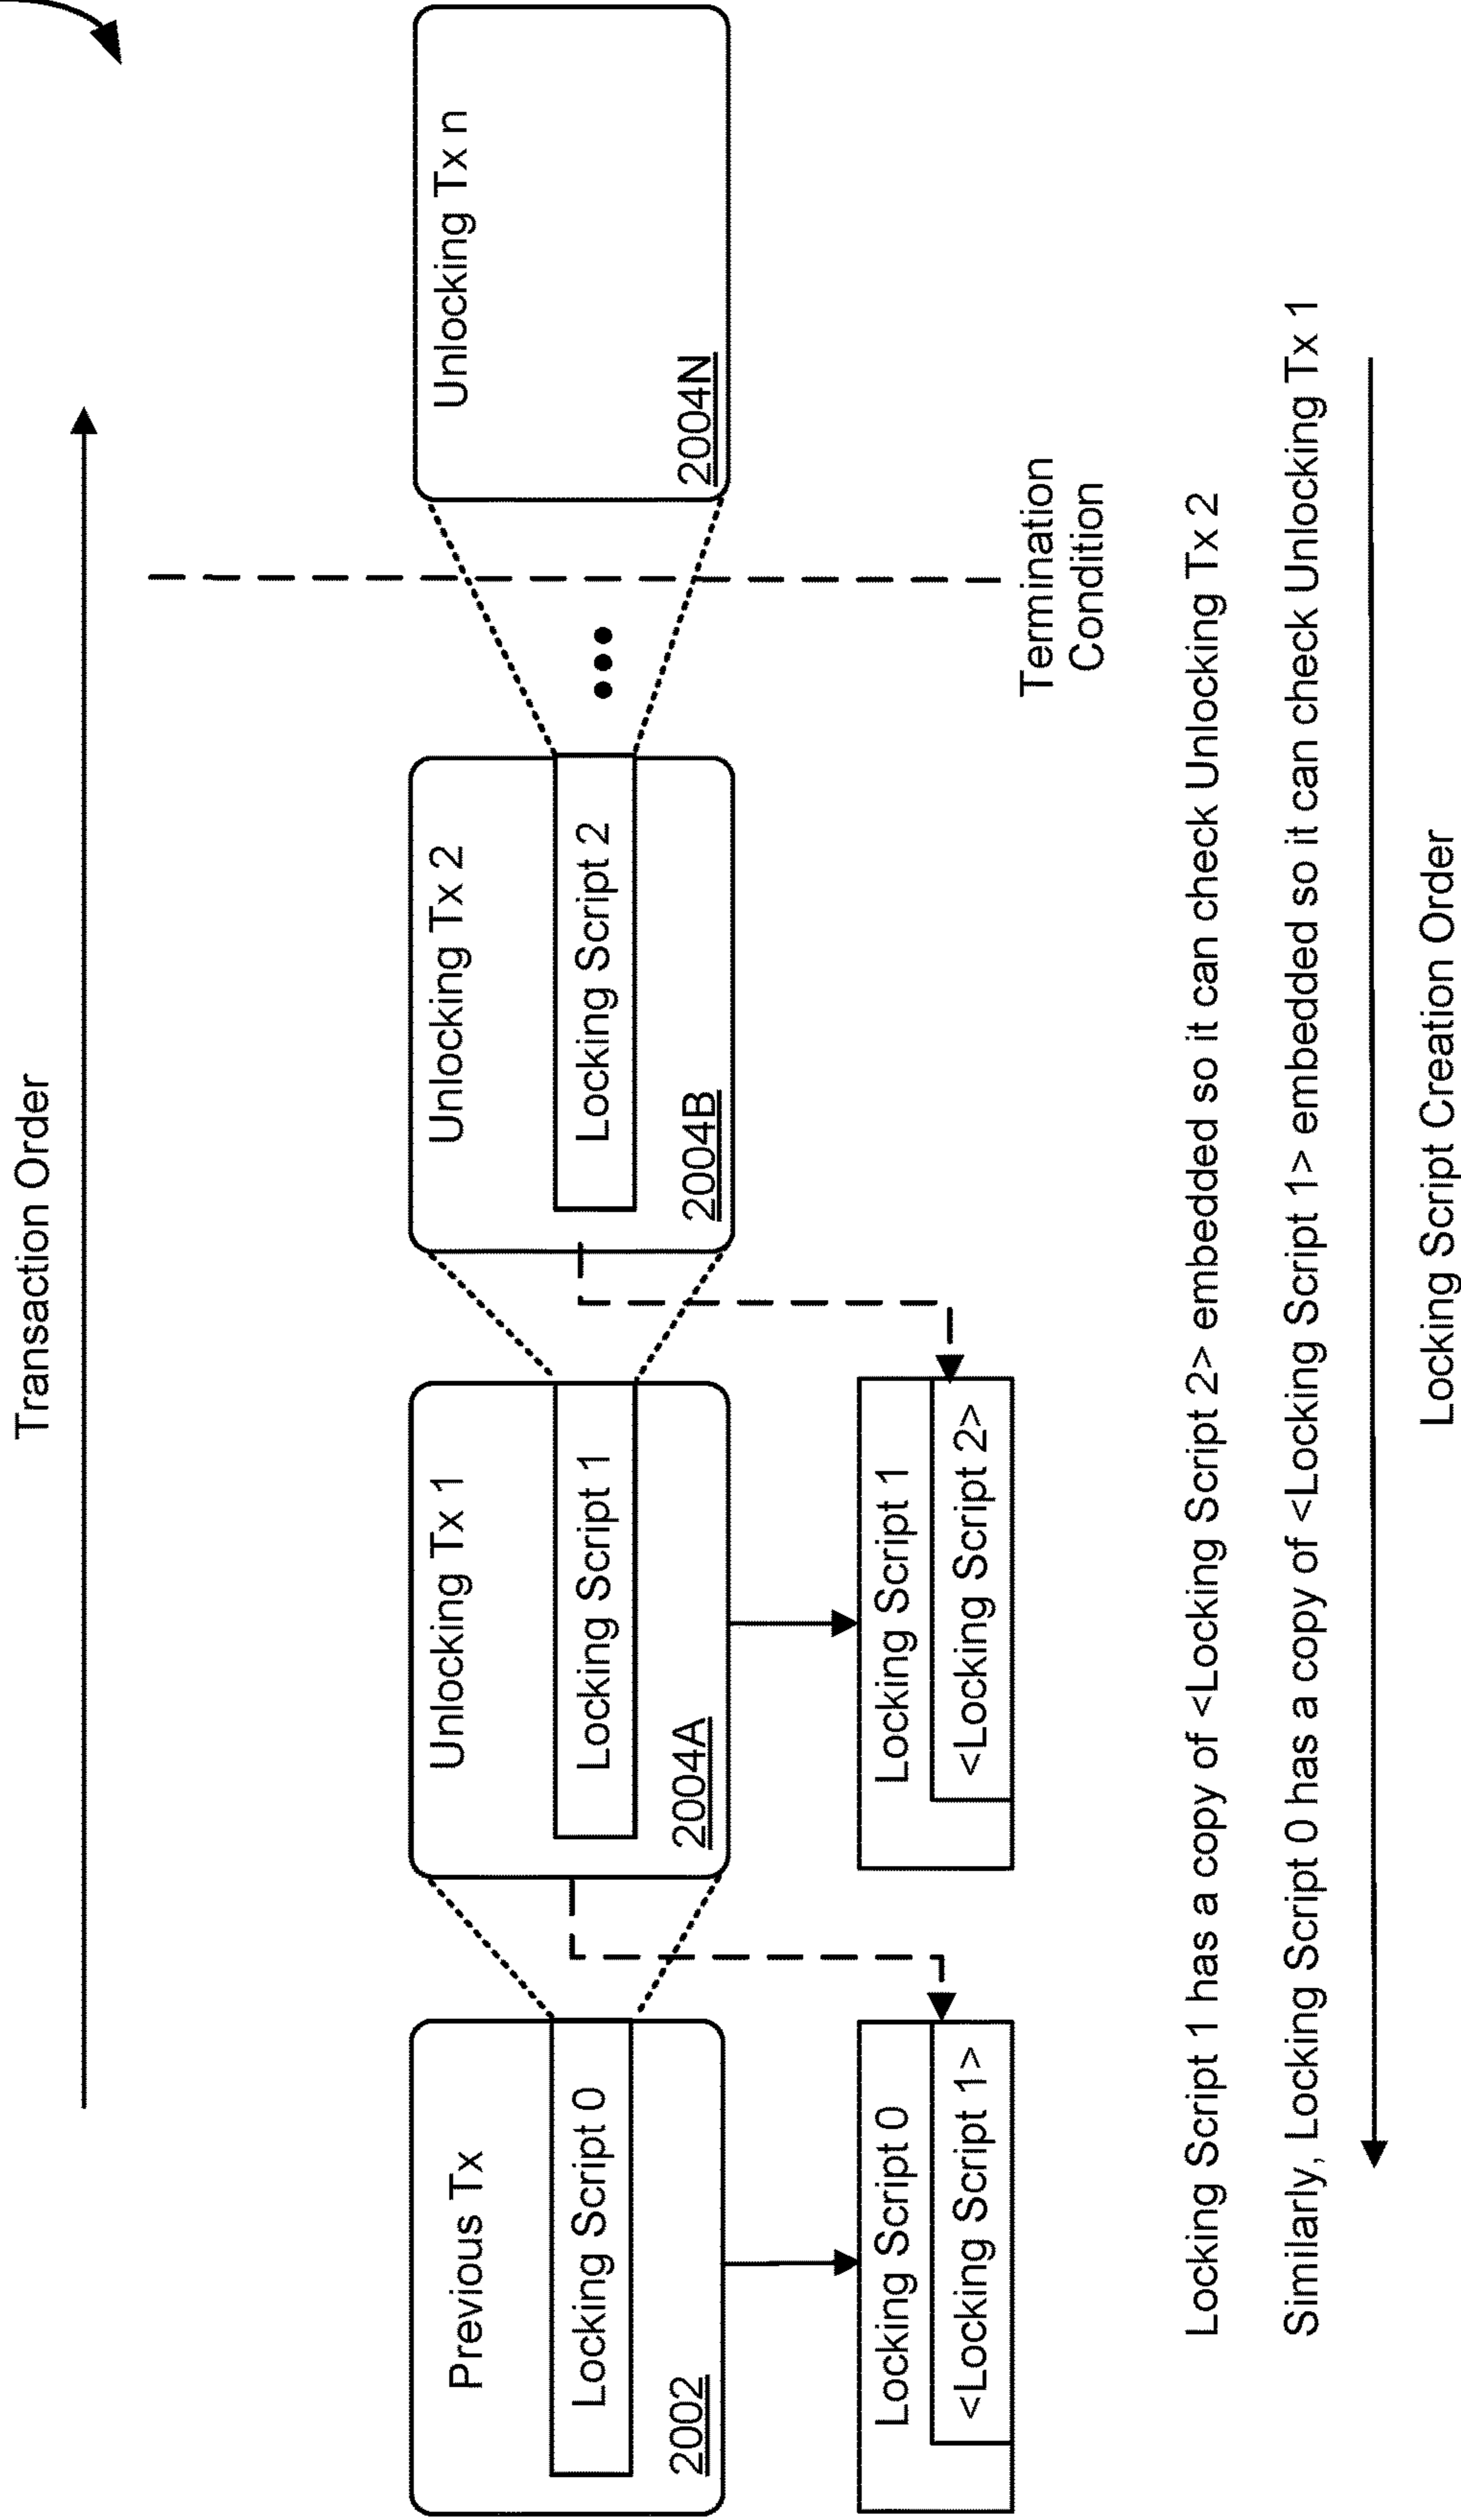 Transaction Order
Previous Tx
Locking Script 0
2002
Unlocking Tx 1
Locking Script 1
2004A
Unlocking Tx 2
Locking Script 2
2004B
Unlocking Tx n
2004N
Locking Script 0
<Locking Script 1>
Locking Script 1
<Locking Script 2>
Termination
Condition
Locking Script 1 has a copy of <Locking Script 2> embedded so it can check Unlocking Tx 2
Similarly, Locking Script 0 has a copy of <Locking Script 1> embedded so it can check Unlocking Tx 1
Locking Script Creation Order